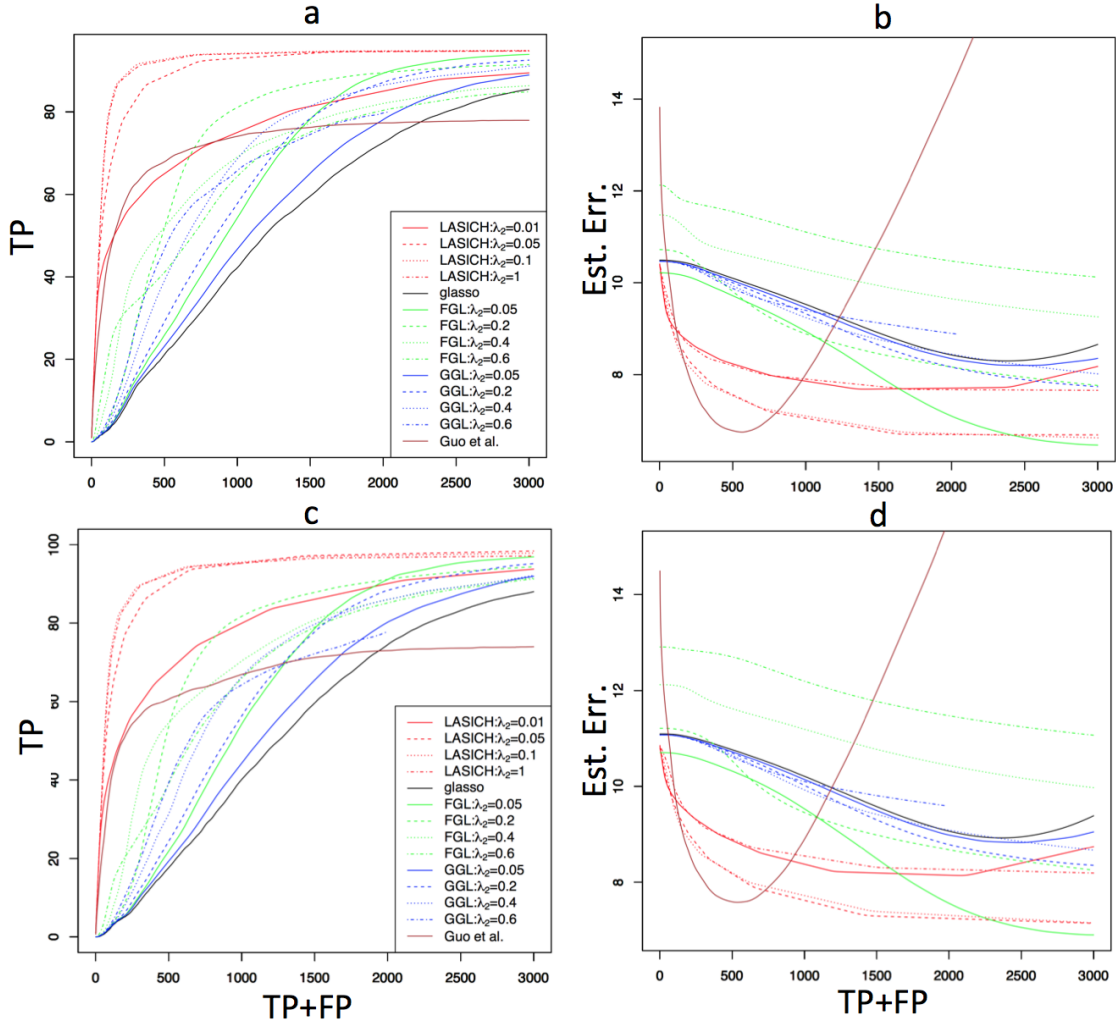 a
TP
0
20
40
60
80
0
500
1000
1500
2000
2500
3000
LASICH:λ₂=0.01
LASICH:λ₂=0.05
LASICH:λ₂=0.1
LASICH:λ₂=1
glasso
FGL:λ₂=0.05
FGL:λ₂=0.2
FGL:λ₂=0.4
FGL:λ₂=0.6
GGL:λ₂=0.05
GGL:λ₂=0.2
GGL:λ₂=0.4
GGL:λ₂=0.6
Guo et al.
b
Est. Err.
8
10
12
14
0
500
1000
1500
2000
2500
3000
c
TP
0
20
40
60
80
100
0
500
1000
1500
2000
2500
3000
TP+FP
LASICH:λ₂=0.01
LASICH:λ₂=0.05
LASICH:λ₂=0.1
LASICH:λ₂=1
glasso
FGL:λ₂=0.05
FGL:λ₂=0.2
FGL:λ₂=0.4
FGL:λ₂=0.6
GGL:λ₂=0.05
GGL:λ₂=0.2
GGL:λ₂=0.4
GGL:λ₂=0.6
Guo et al.
d
Est. Err.
8
10
12
14
0
500
1000
1500
2000
2500
3000
TP+FP